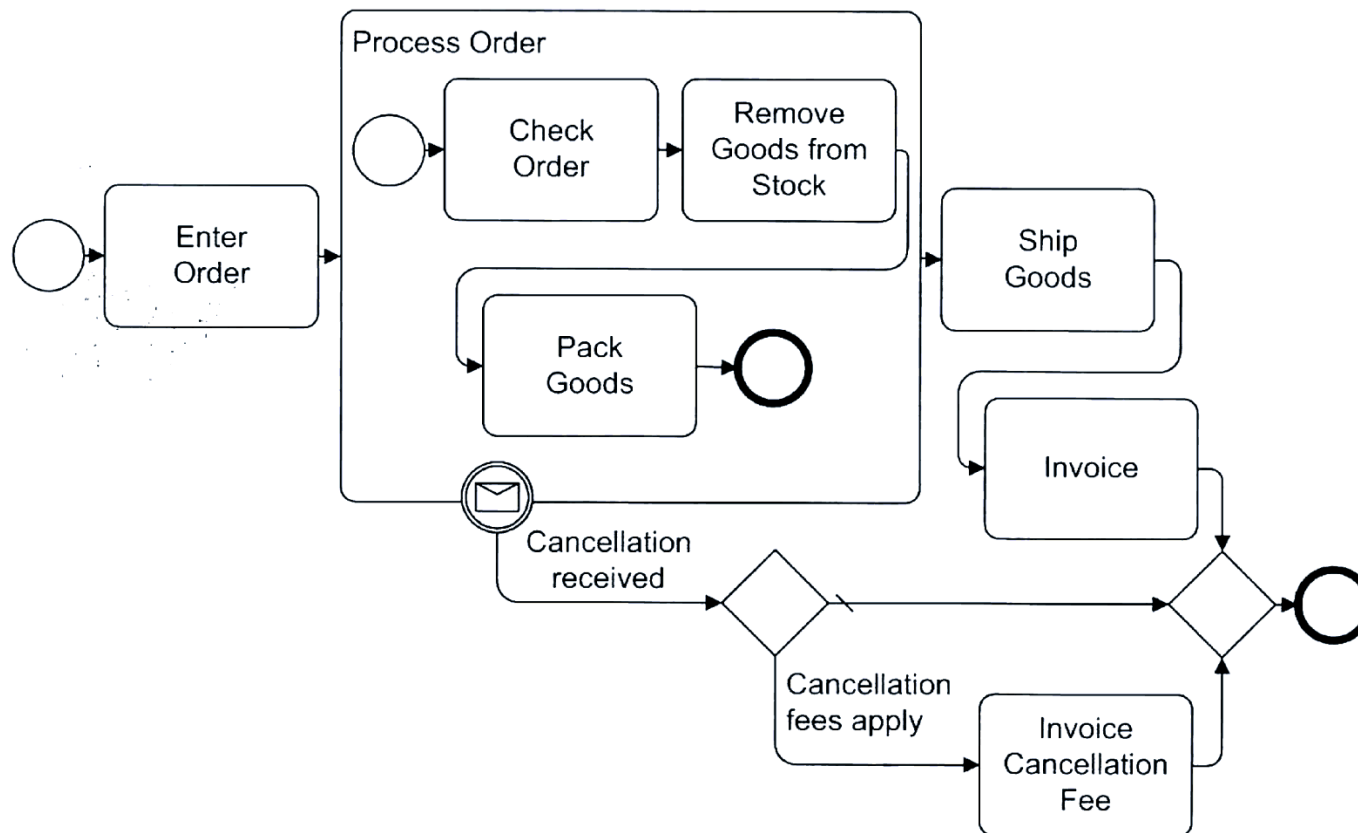 Process Order
Check
Order
Remove
Goods from
Stock
Enter
Order
Ship
Goods
Pack
Goods
Invoice
Cancellation
received
Cancellation
fees apply
Invoice
Cancellation
Fee